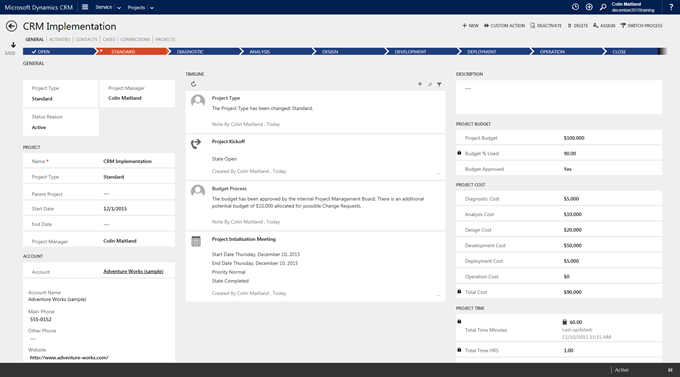 Microsoft Dynamics CRM Service Projects Colin Maitland
december2015training
CRM Implementation
+ NEW CUSTOM ACTION DEACTIVATE DELETE ASSIGN SWITCH PROCESS
GENERAL | ACTIVITIES | CONTACTS | CASES | CONNECTIONS | PROJECTS
OPEN STANDARD DIAGNOSTIC ANALYSIS DESIGN DEVELOPMENT DEPLOYMENT OPERATION CLOSE
GENERAL
Project Type
Standard
Project Manager
Colin Maitland
Status Reason
Active
PROJECT
Name * CRM Implementation
Project Type Standard
Parent Project ---
Start Date 12/1/2015
End Date ---
Project Manager Colin Maitland
ACCOUNT
Account Adventure Works (sample)
Account Name
Adventure Works (sample)
Main Phone
555-0152
Other Phone
---
Website
http://www.adventure-works.com/
TIMELINE
Project Type
The Project Type has been changed: Standard.
Note By Colin Maitland . Today
Project Kickoff
State Open
Created By Colin Maitland . Today
...
Budget Process
The budget has been approved by the internal Project Management Board. There is an additional
potential budget of $10,000 allocated for possible Change Requests.
Note By Colin Maitland . Today
Project Intialisation Meeting
Start Date Thursday, December 10, 2015
End Date Thursday, December 10, 2015
Priority Normal
State Completed
Created By Colin Maitland . Today
...
DESCRIPTION
---
PROJECT BUDGET
Project Budget $100,000
Budget % Used 90.00
Budget Approved Yes
PROJECT COST
Diagnostic Cost $5,000
Analysis Cost $10,000
Design Cost $20,000
Development Cost $50,000
Deployment Cost $5,000
Operation Cost $0
Total Cost $90,000
PROJECT TIME
Total Time Minutes 60.00
Last updated:
12/10/2015 11:15 AM
Total Time HRS 1.00
Active